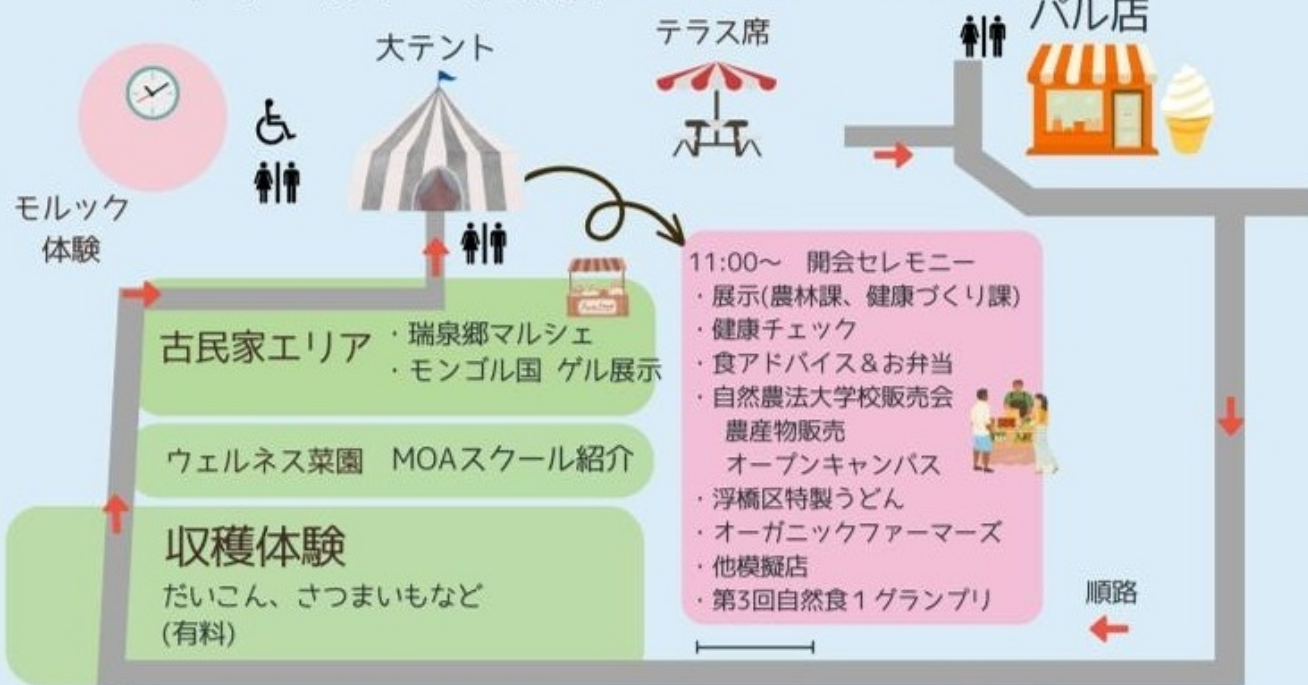 大テント
テラス席
パル店
モルック
体験
古民家エリア
・瑞泉郷マルシェ
・モンゴル国 ゲル展示
ウェルネス菜園 MOAスクール紹介
収穫体験
だいこん、さつまいもなど
(有料)
11:00～ 開会セレモニー
・展示(農林課、健康づくり課)
・健康チェック
・食アドバイス＆お弁当
・自然農法大学校販売会
農産物販売
オープンキャンパス
・浮橋区特製うどん
・オーガニックファーマーズ
・他模擬店
・第3回自然食1グランプリ
順路